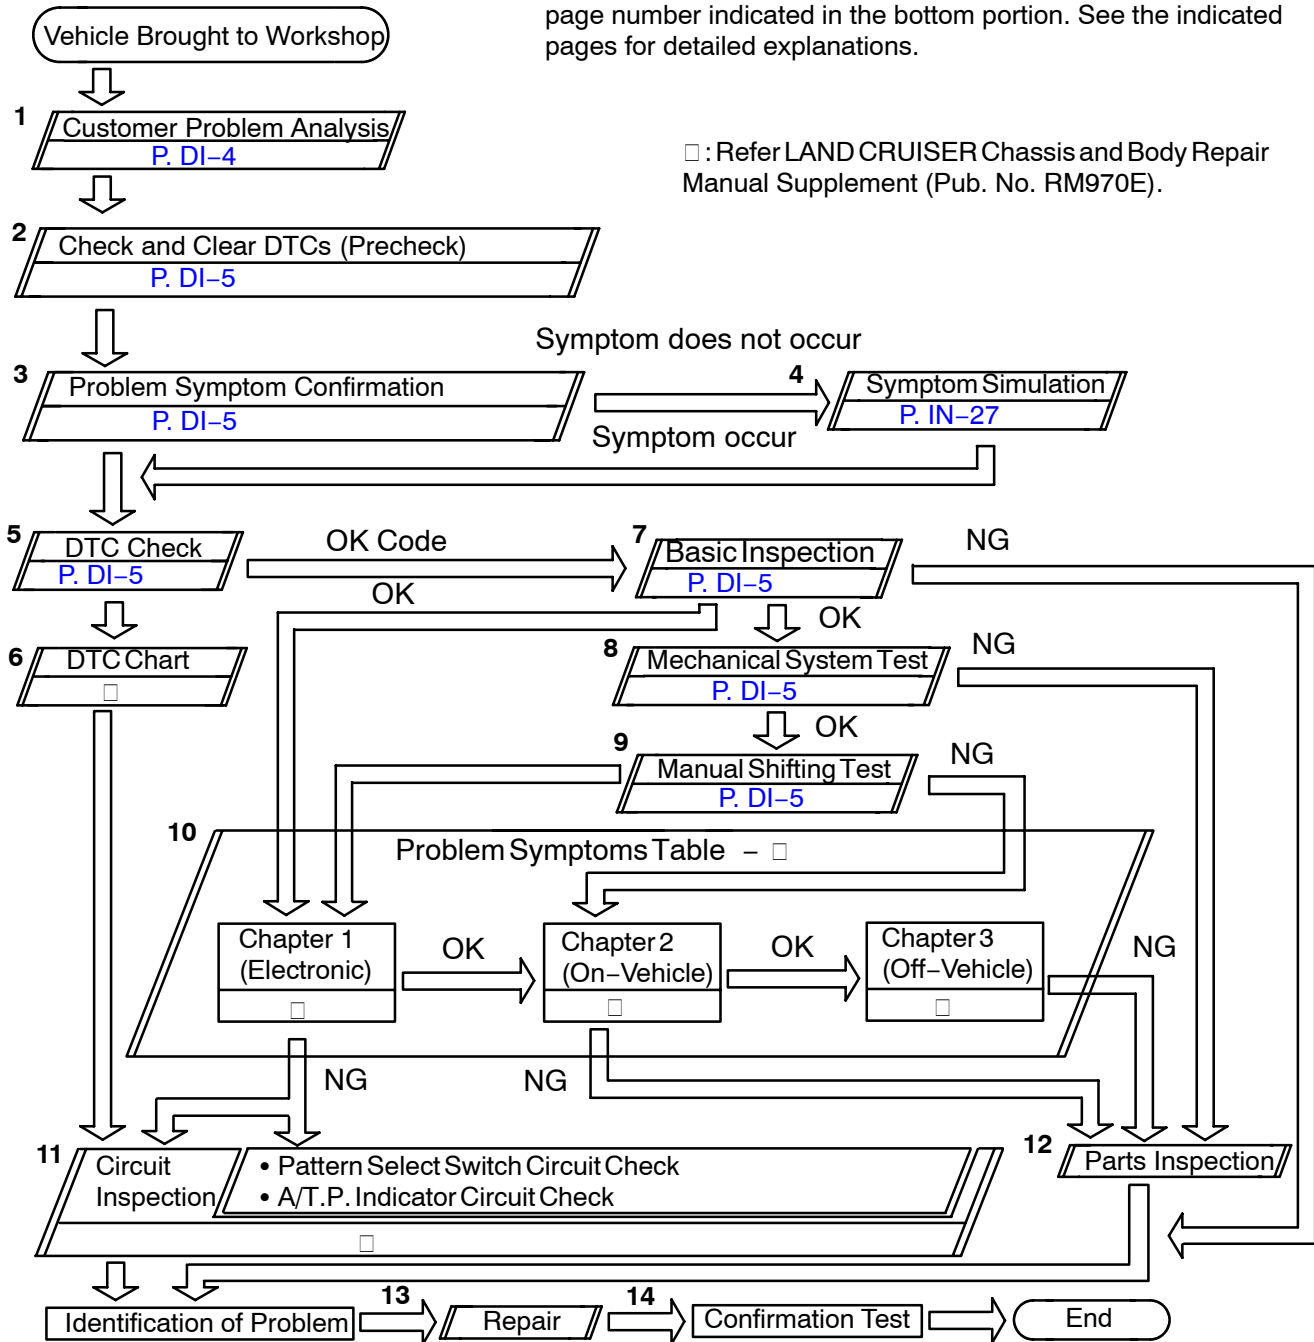 page number indicated in the bottom portion. See the indicated
pages for detailed explanations.
Vehicle Brought to Workshop
1
Customer Problem Analysis
P. DI–4
□ : Refer LAND CRUISER Chassis and Body Repair
Manual Supplement (Pub. No. RM970E).
2
Check and Clear DTCs (Precheck)
P. DI–5
Symptom does not occur
3
Problem Symptom Confirmation
P. DI–5
4
Symptom Simulation
P. IN–27
Symptom occur
5
DTC Check
P. DI–5
OK Code
7
Basic Inspection
P. DI–5
NG
OK
OK
6
DTC Chart
□
8
Mechanical System Test
P. DI–5
NG
OK
9
Manual Shifting Test
P. DI–5
NG
10
Problem Symptoms Table – □
Chapter 1
(Electronic)
□
OK
Chapter 2
(On–Vehicle)
□
OK
Chapter 3
(Off–Vehicle)
□
NG
NG
NG
11
Circuit
Inspection
• Pattern Select Switch Circuit Check
• A/T.P. Indicator Circuit Check
□
12
Parts Inspection
Identification of Problem
13
Repair
14
Confirmation Test
End